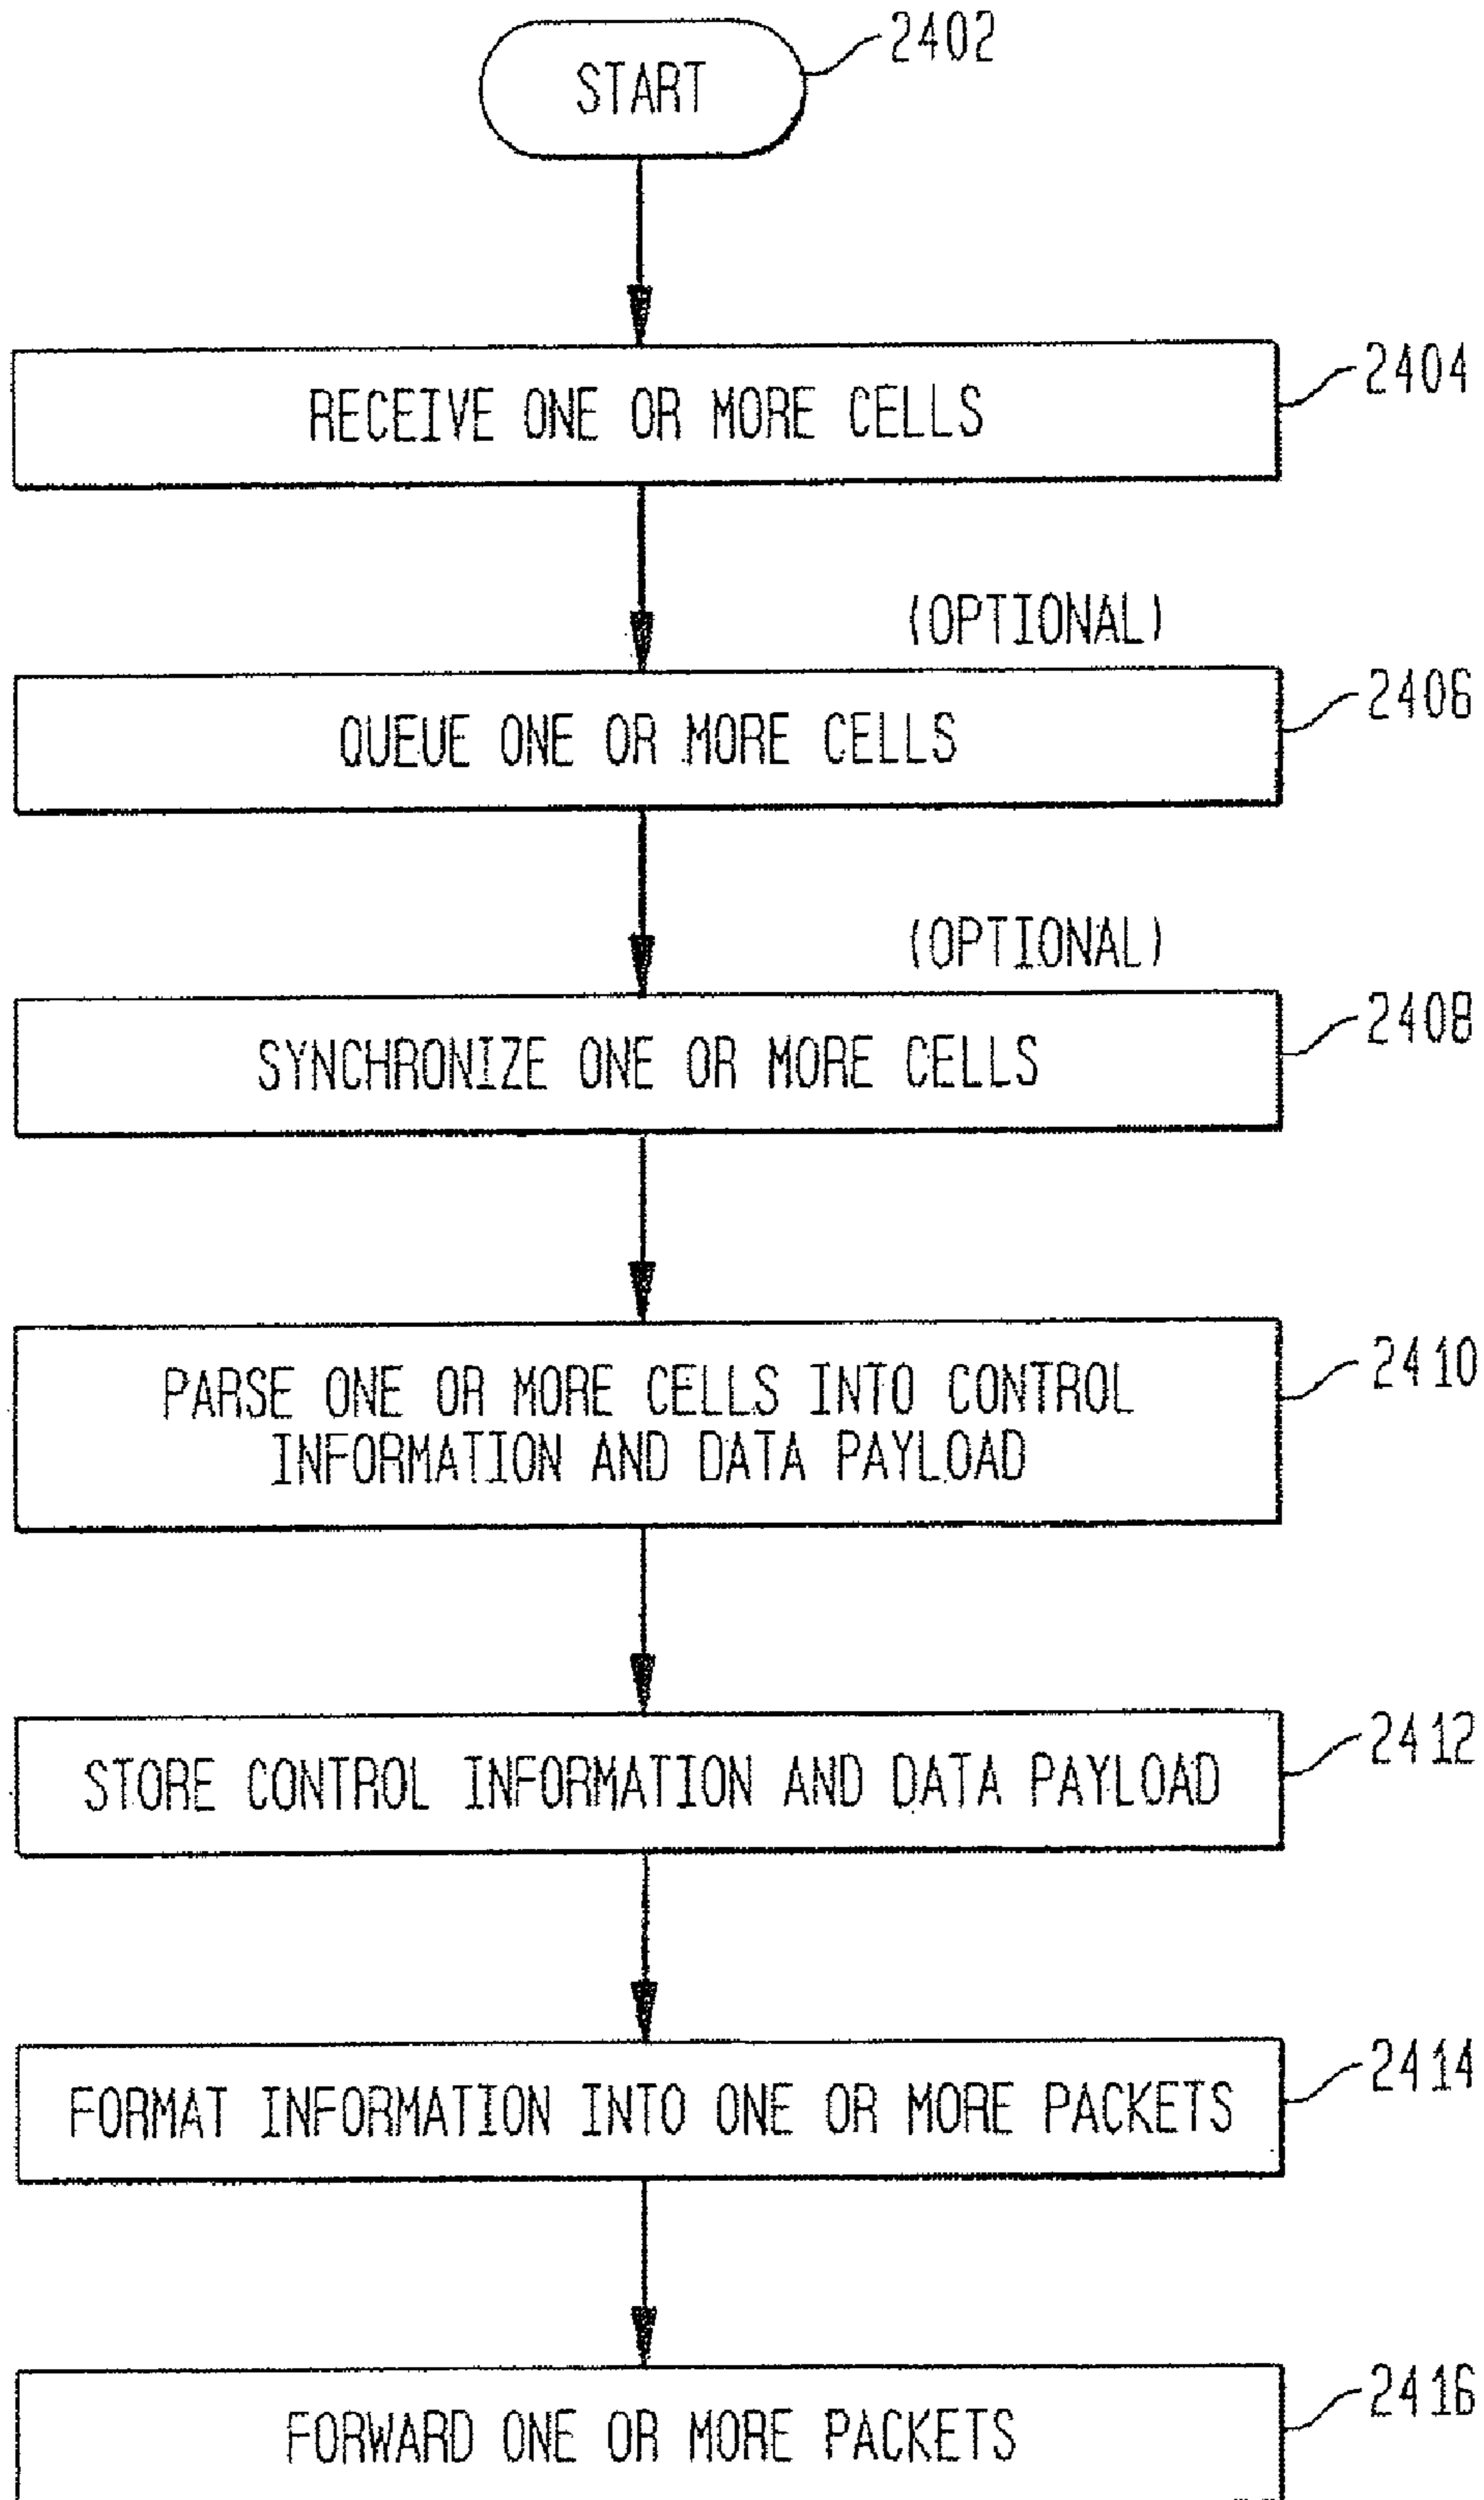 START
2402
RECEIVE ONE OR MORE CELLS
2404
(OPTIONAL)
QUEUE ONE OR MORE CELLS
2406
(OPTIONAL)
SYNCHRONIZE ONE OR MORE CELLS
2408
PARSE ONE OR MORE CELLS INTO CONTROL
INFORMATION AND DATA PAYLOAD
2410
STORE CONTROL INFORMATION AND DATA PAYLOAD
2412
FORMAT INFORMATION INTO ONE OR MORE PACKETS
2414
FORWARD ONE OR MORE PACKETS
2416